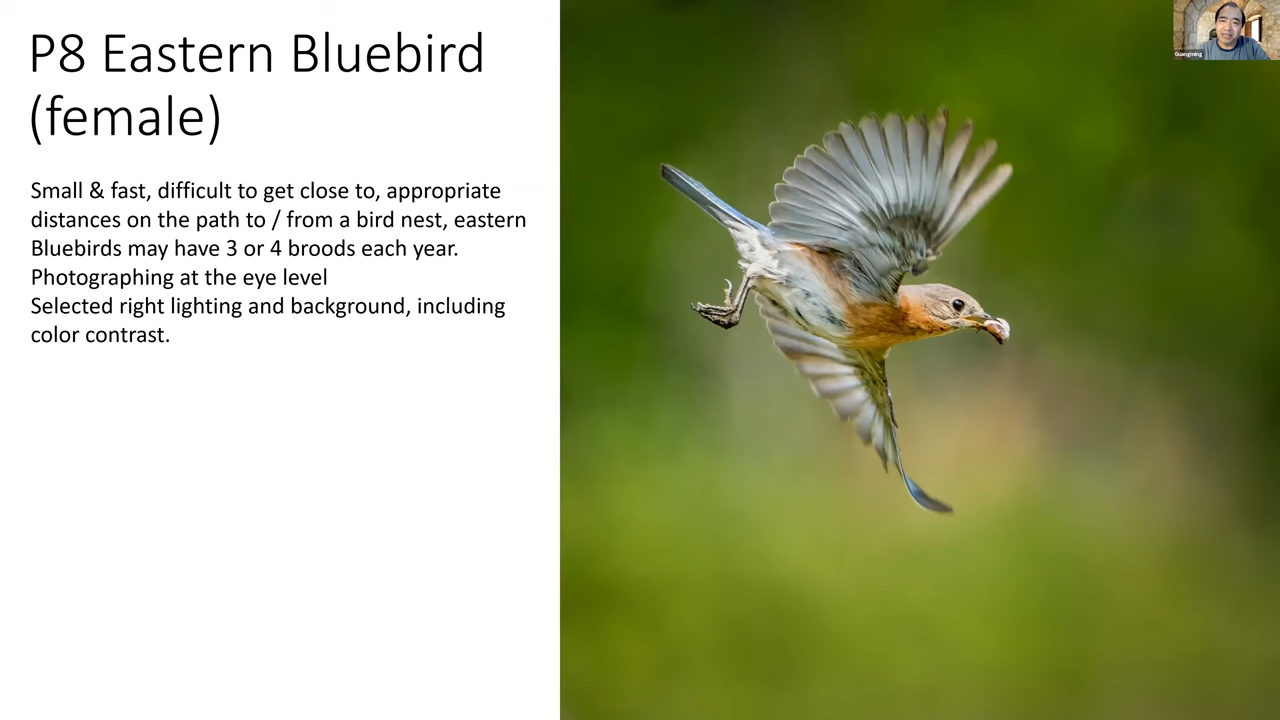 P8 Eastern Bluebird
(female)
Small & fast, difficult to get close to, appropriate
distances on the path to / from a bird nest, eastern
Bluebirds may have 3 or 4 broods each year.
Photographing at the eye level
Selected right lighting and background, including
color contrast.
Guangming